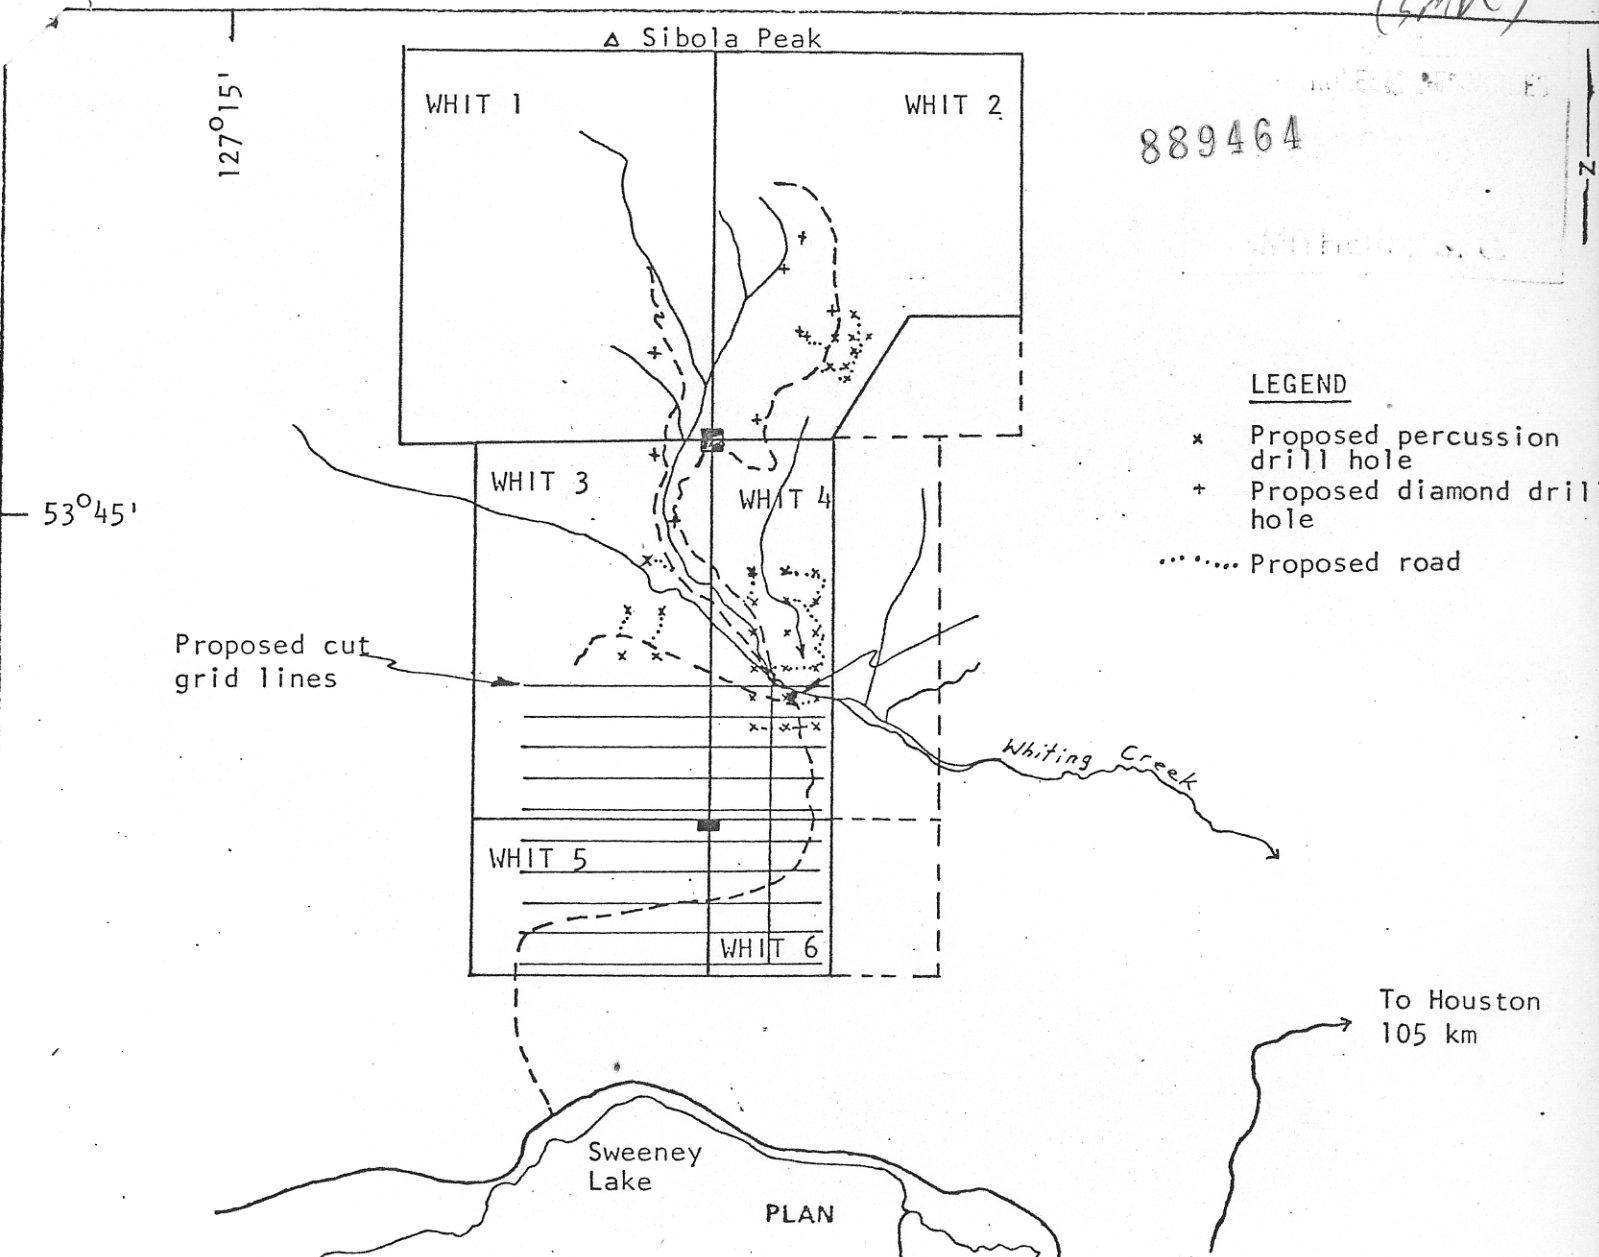 Sibola Peak
127°15'
WHIT 1
WHIT 2
889464
N
LEGEND
x Proposed percussion
drill hole
+ Proposed diamond drill
hole
Proposed road
WHIT 3
WHIT 4
53°45'
Proposed cut
grid lines
Whiting Creek
WHIT 5
WHIT 6
To Houston
105 km
Sweeney
Lake
PLAN